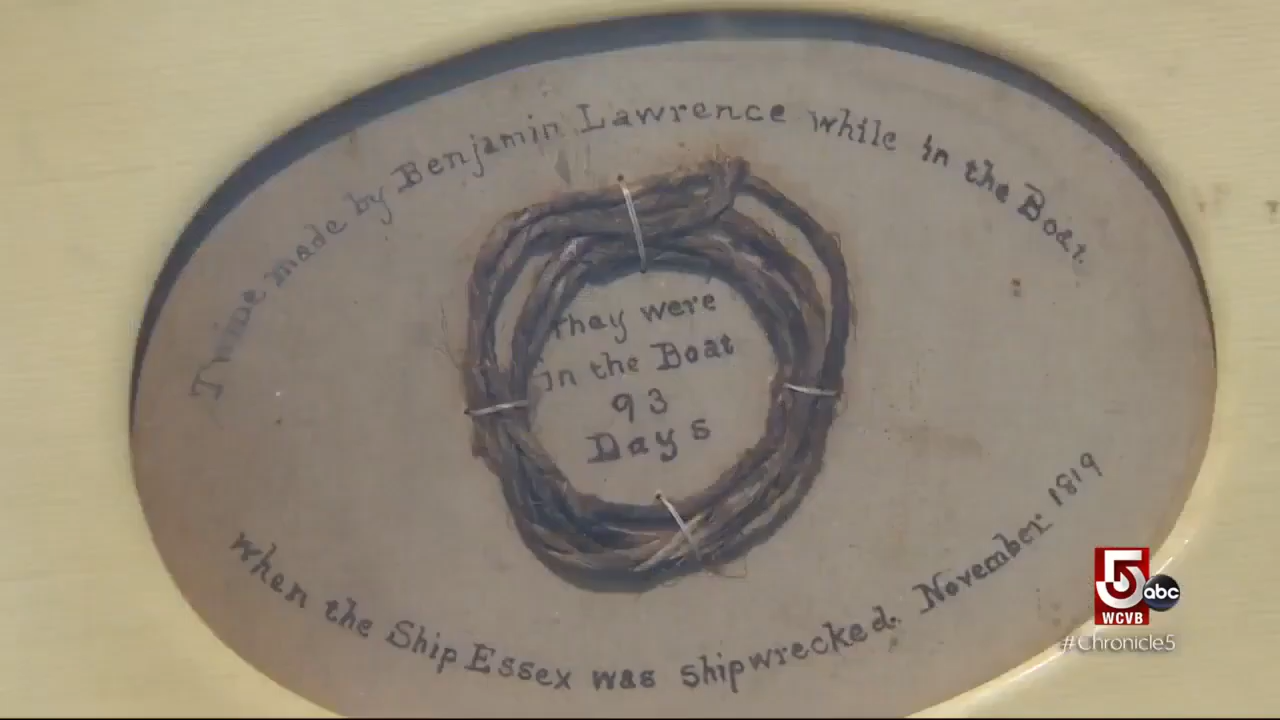 Twine made by Benjamin Lawrence while in the Boat.
They were
in the Boat
93
Days
when the Ship Essex was shipwrecked. November 1819
5
abc
WCVB
#Chronicle5